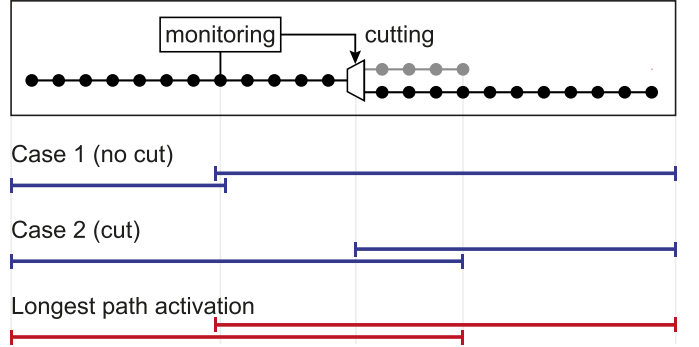 monitoring
cutting
Case 1 (no cut)
Case 2 (cut)
Longest path activation